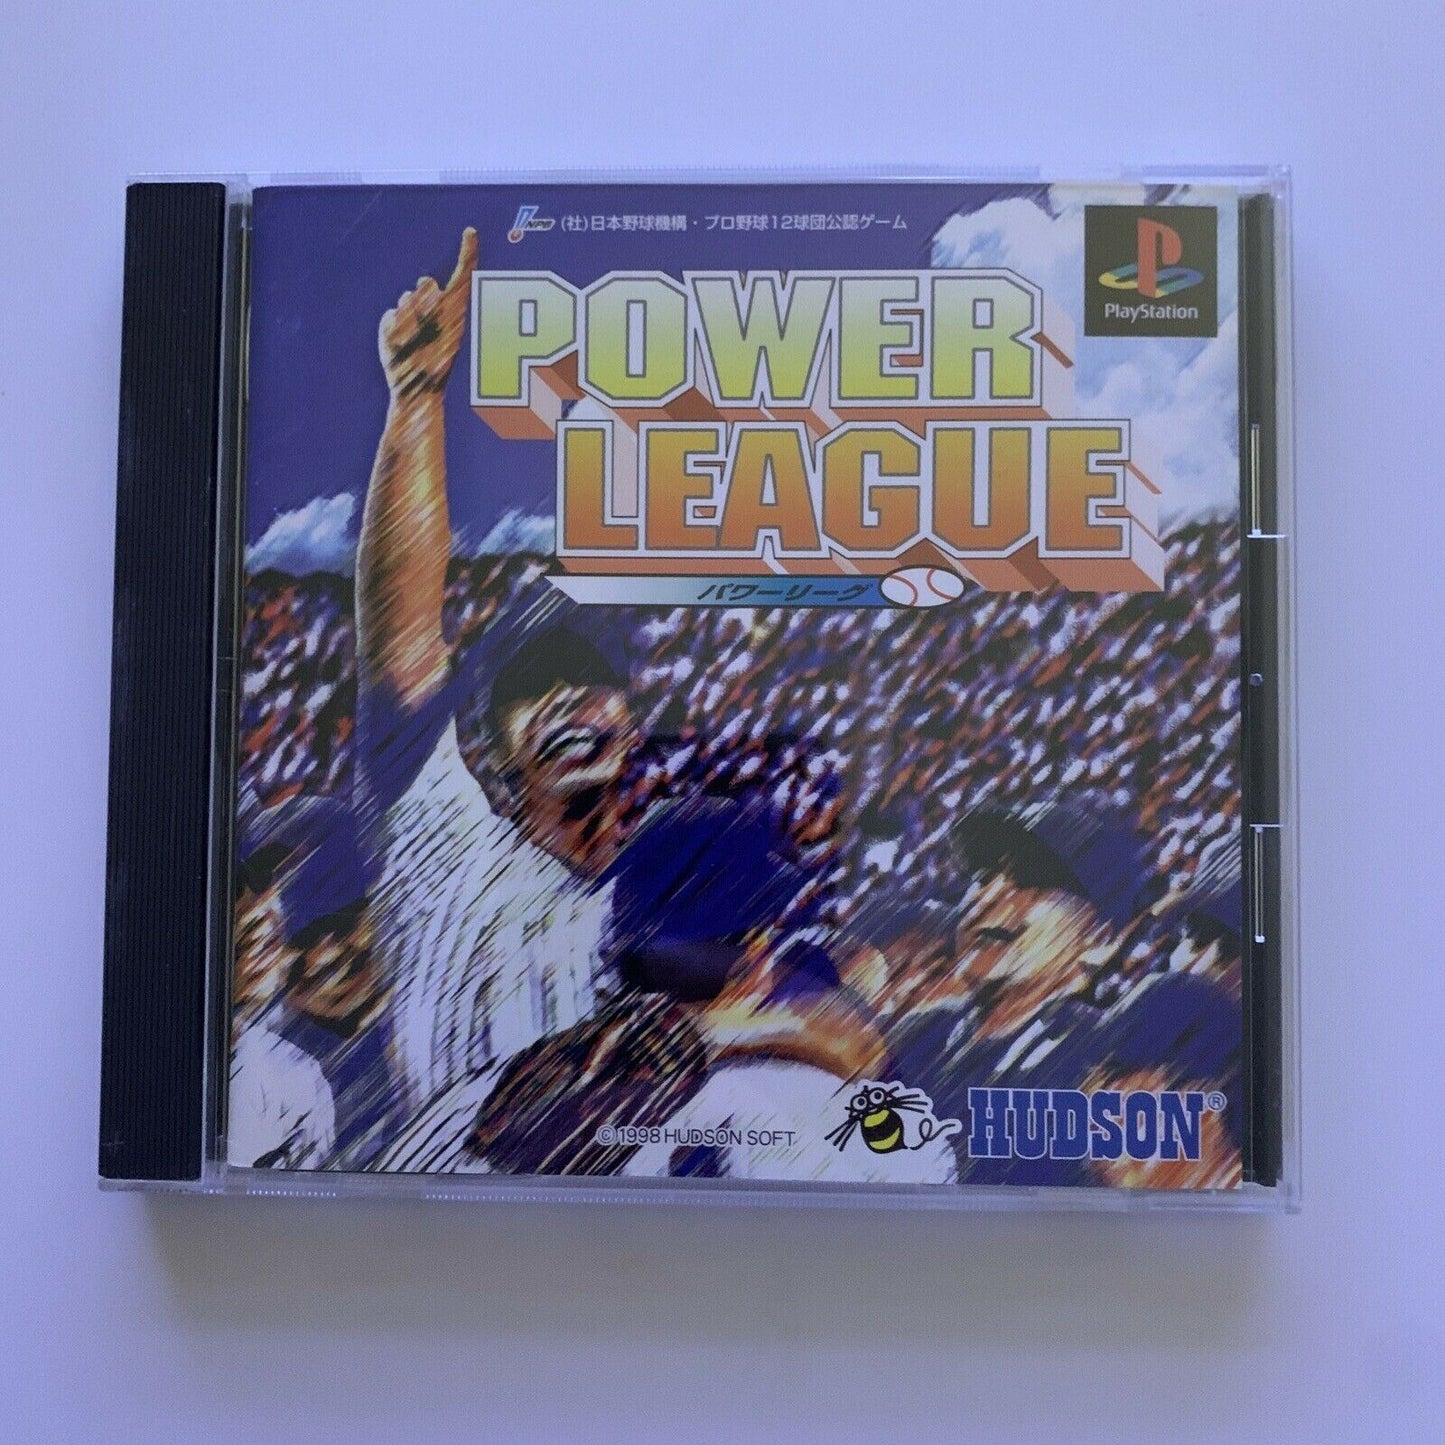 NPB (社)日本野球機構・プロ野球12球団公認ゲーム
PlayStation
POWER
LEAGUE
パワーリーグ
©1998 HUDSON SOFT
HUDSON®